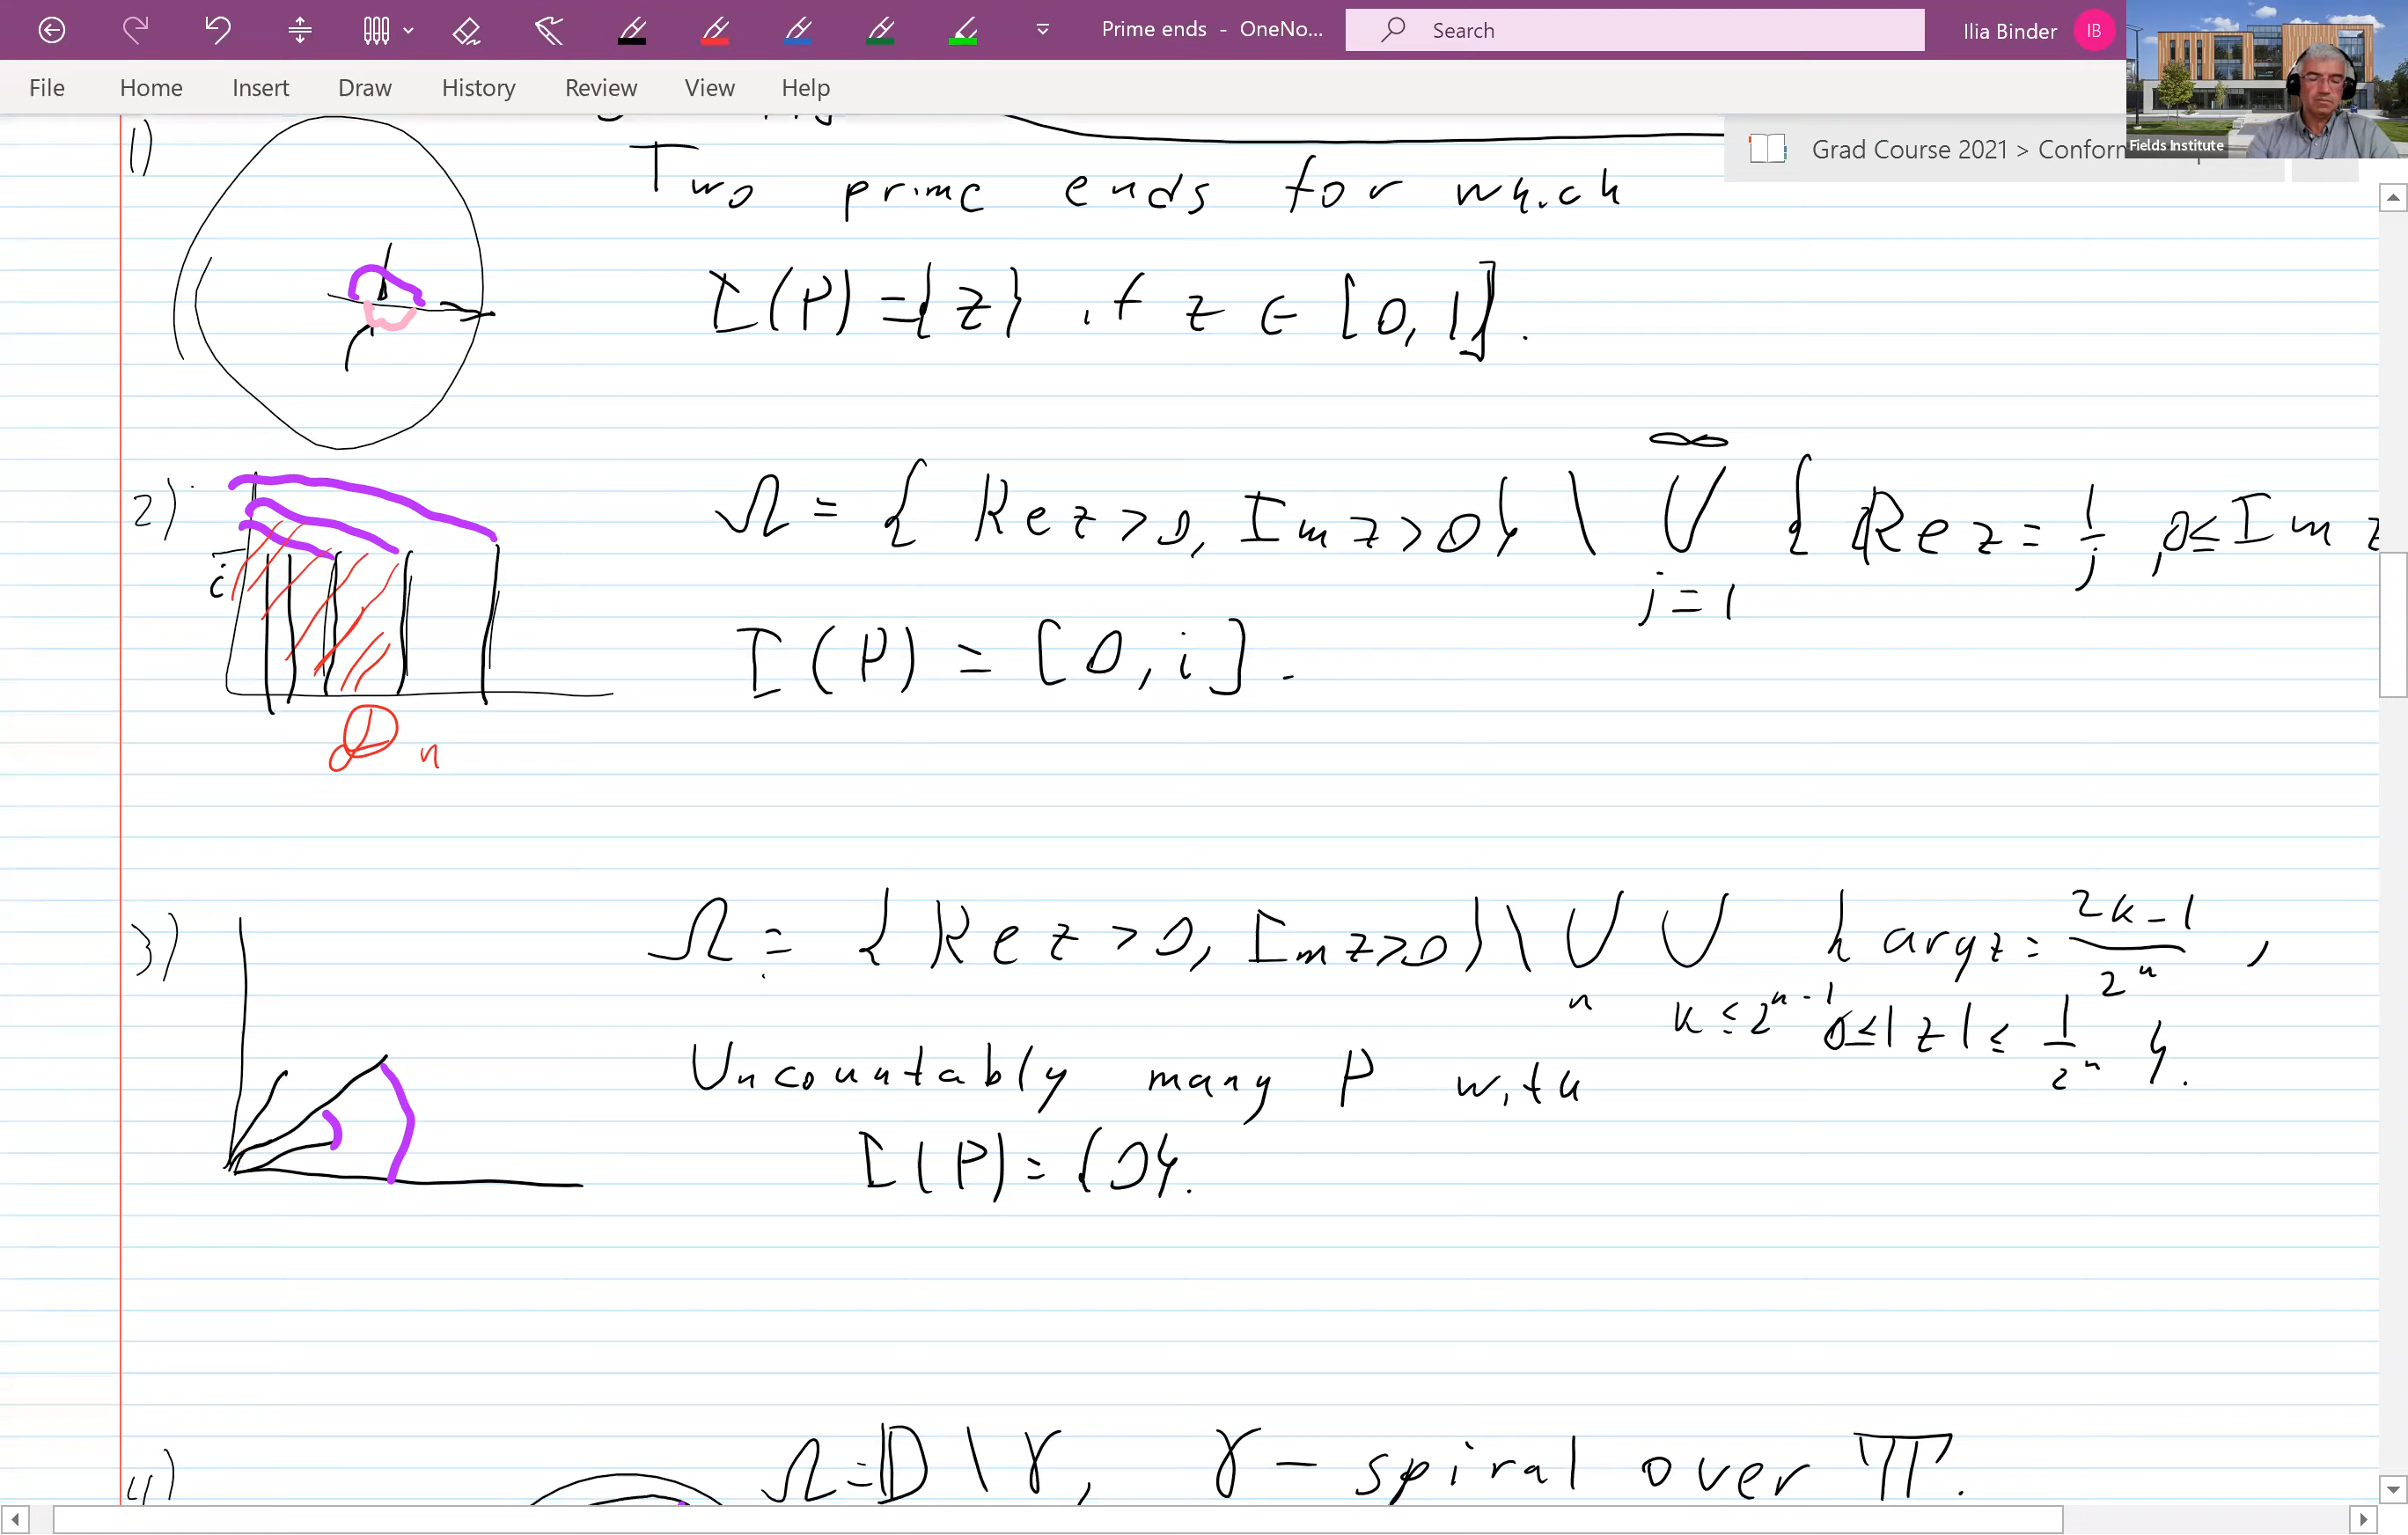 Prime ends - OneNo...
Search
Ilia Binder
IB
File Home Insert Draw History Review View Help
Fields Institute
Grad Course 2021 > Conforn
1)
Two prime ends for which
I(P)={z} if z ∈ [0,1].
2)
i
Ω = { Re z>0, Im z>0} \ ∞ ⋃ j=1 { Re z = 1/j, 0≤Im z
I(P) = [0,i].
D n
3)
Ω = { Re z>0, Im z>0} \ ⋃ n ⋃ k≤2^{n-1} { arg z = (2k-1)/2^n ,
0≤|z|≤ 1/2^n }.
Uncountably many P with
I(P)= {0}.
4)
Ω=D\γ, γ - spiral over T.